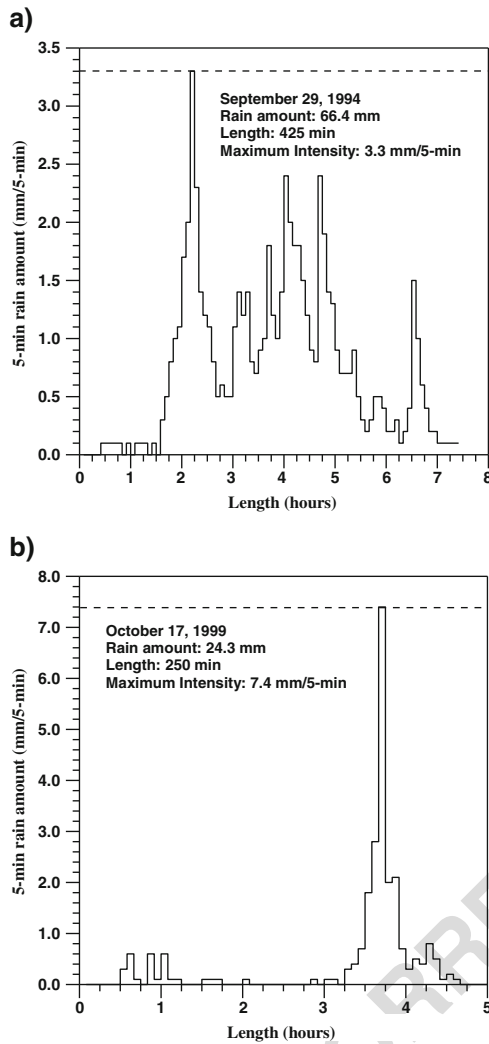 a)
3.5
3.0
2.5
2.0
1.5
1.0
0.5
0.0
5-min rain amount (mm/5-min)
September 29, 1994
Rain amount: 66.4 mm
Length: 425 min
Maximum Intensity: 3.3 mm/5-min
0 1 2 3 4 5 6 7 8
Length (hours)
b)
8.0
7.0
6.0
5.0
4.0
3.0
2.0
1.0
0.0
5-min rain amount (mm/5-min)
October 17, 1999
Rain amount: 24.3 mm
Length: 250 min
Maximum Intensity: 7.4 mm/5-min
0 1 2 3 4 5
Length (hours)